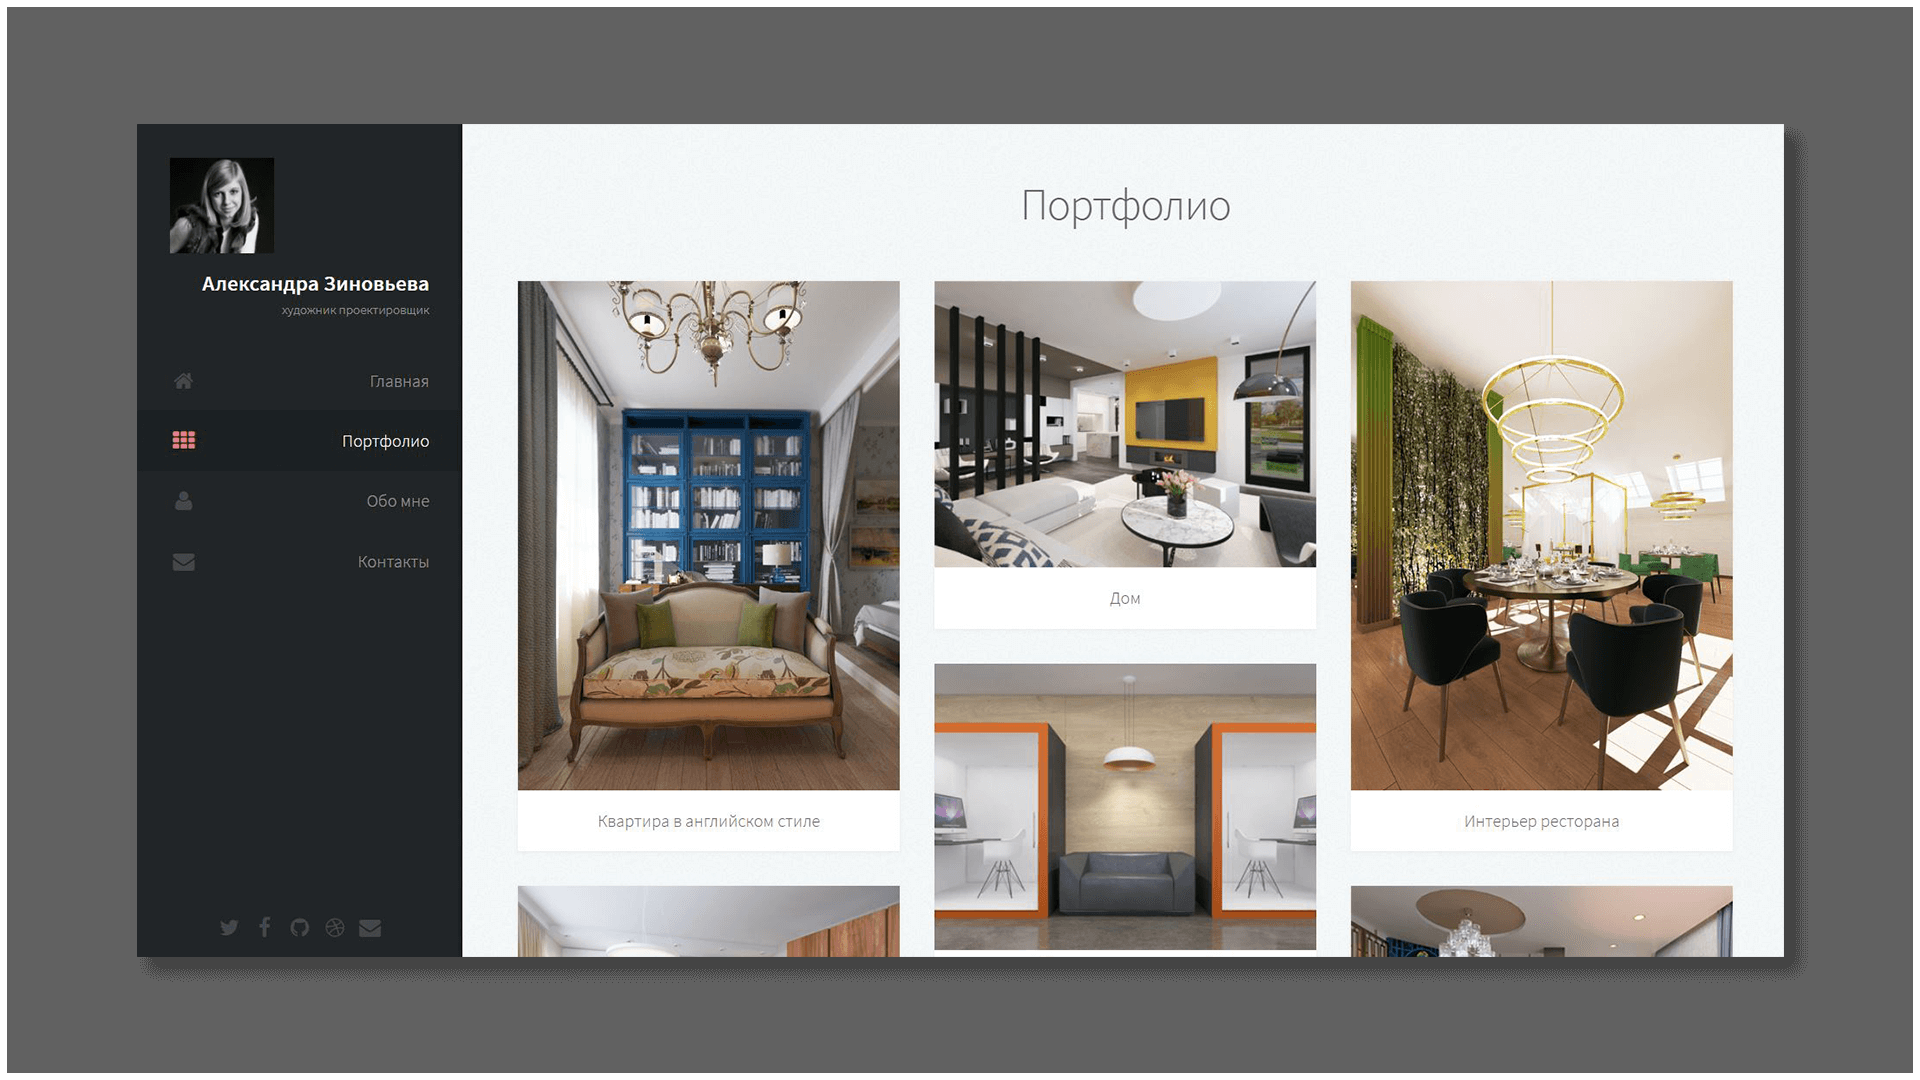 Александра Зиновьева
художник проектировщик
Главная
Портфолио
Обо мне
Контакты
Портфолио
Квартира в английском стиле
Дом
Интерьер ресторана